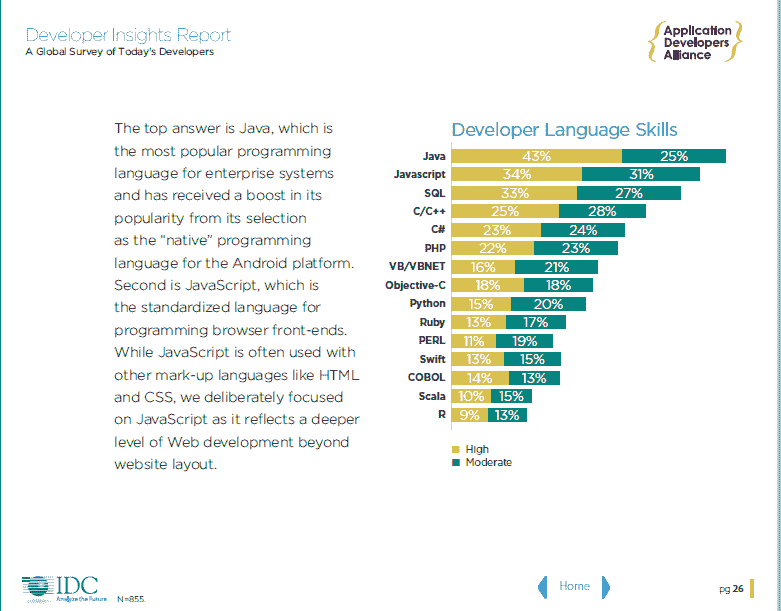 Developer Insights Report
A Global Survey of Today's Developers
Application
Developers
Alliance
The top answer is Java, which is
the most popular programming
language for enterprise systems
and has received a boost in its
popularity from its selection
as the “native” programming
language for the Android platform.
Second is JavaScript, which is
the standardized language for
programming browser front-ends.
While JavaScript is often used with
other mark-up languages like HTML
and CSS, we deliberately focused
on JavaScript as it reflects a deeper
level of Web development beyond
website layout.
Developer Language Skills
Java 43% 25%
Javascript 34% 31%
SQL 33% 27%
C/C++ 25% 28%
C# 23% 24%
PHP 22% 23%
VB/VBNET 16% 21%
Objective-C 18% 18%
Python 15% 20%
Ruby 13% 17%
PERL 11% 19%
Swift 13% 15%
COBOL 14% 13%
Scala 10% 15%
R 9% 13%
High
Moderate
IDC
Analyze the Future
N=855.
Home
pg 26